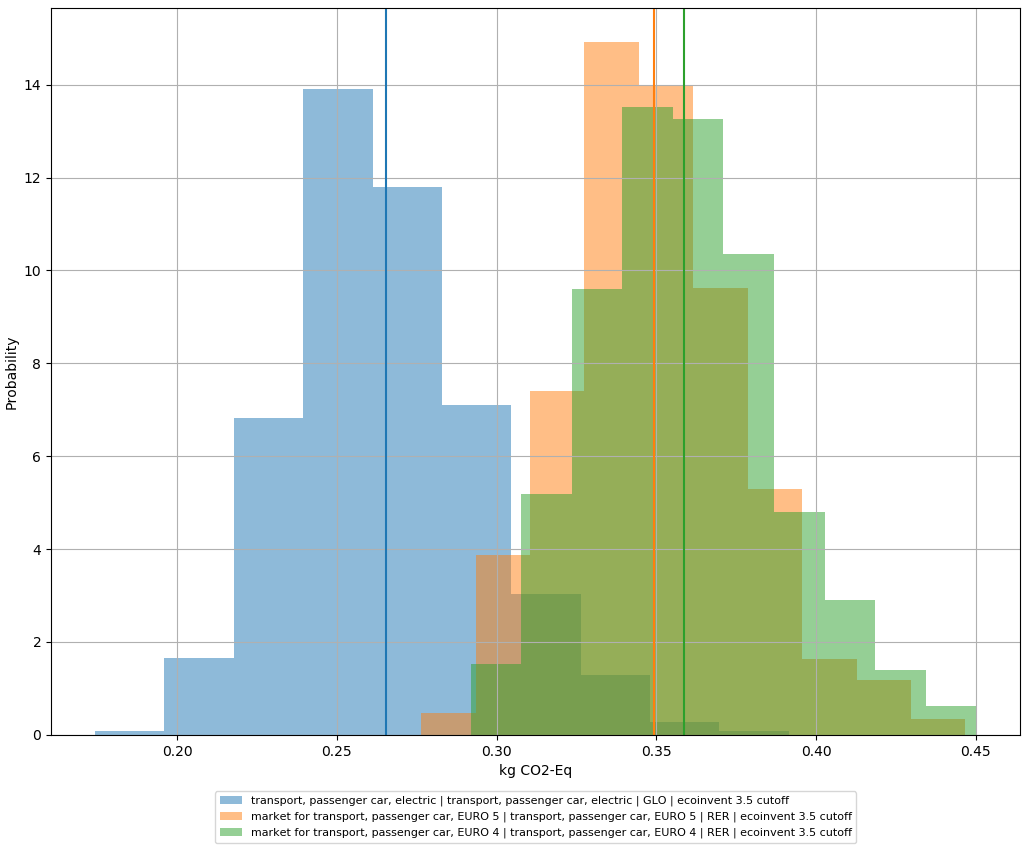 14
12
10
8
6
4
2
0
Probability
0.20 0.25 0.30 0.35 0.40 0.45
kg CO2-Eq
transport, passenger car, electric | transport, passenger car, electric | GLO | ecoinvent 3.5 cutoff
market for transport, passenger car, EURO 5 | transport, passenger car, EURO 5 | RER | ecoinvent 3.5 cutoff
market for transport, passenger car, EURO 4 | transport, passenger car, EURO 4 | RER | ecoinvent 3.5 cutoff